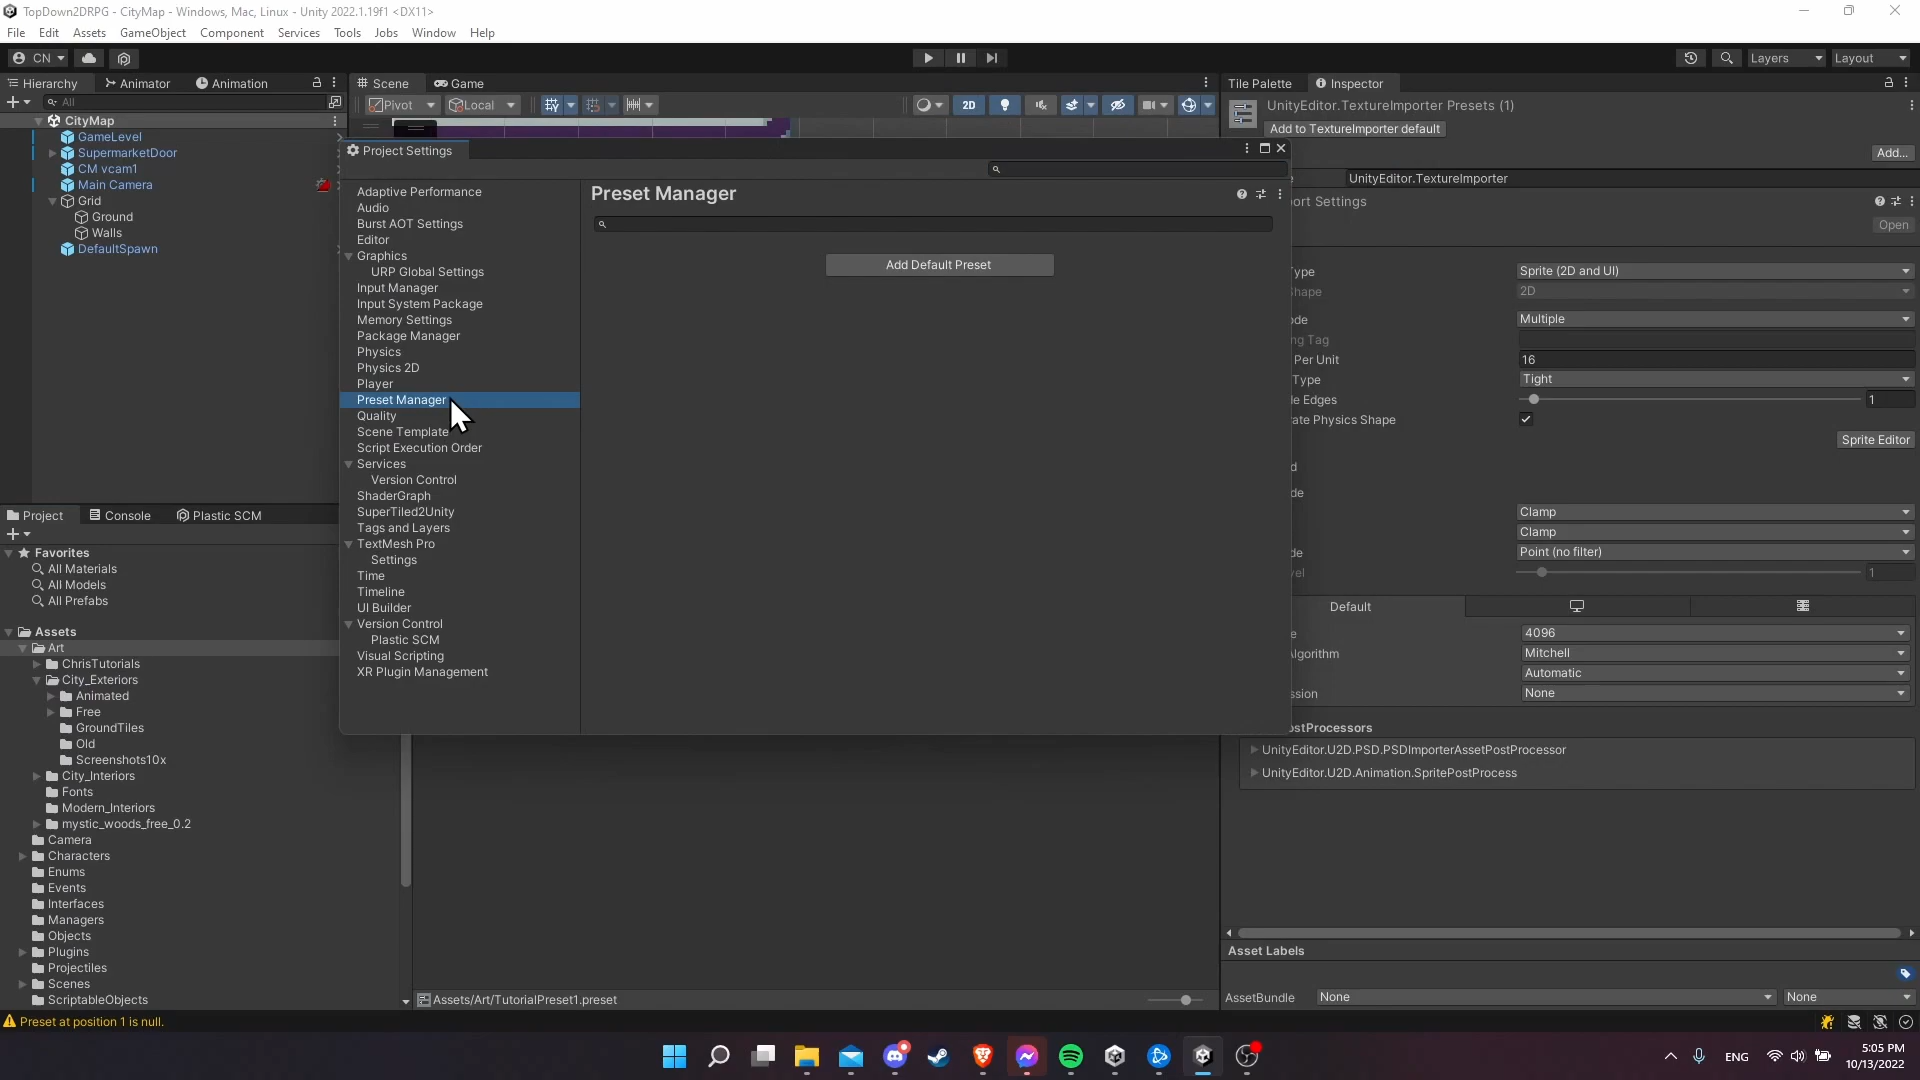 TopDown2DRPG - CityMap - Windows, Mac, Linux - Unity 2022.1.19f1 <DX11>
File Edit Assets GameObject Component Services Tools Jobs Window Help
CN Layers Layout
Hierarchy Animator Animation Scene Game Tile Palette Inspector
All Pivot Local 2D UnityEditor.TextureImporter Presets (1)
CityMap
Add to TextureImporter default
GameLevel
SupermarketDoor
Add...
CM vcam1
Main Camera
Grid
Ground
Walls
DefaultSpawn
Project Settings
Adaptive Performance
Audio
Burst AOT Settings
Editor
Graphics
URP Global Settings
Input Manager
Input System Package
Memory Settings
Package Manager
Physics
Physics 2D
Player
Preset Manager
Quality
Scene Template
Script Execution Order
Services
Version Control
ShaderGraph
SuperTiled2Unity
Tags and Layers
TextMesh Pro
Settings
Time
Timeline
UI Builder
Version Control
Plastic SCM
Visual Scripting
XR Plugin Management
Preset Manager
Add Default Preset
UnityEditor.TextureImporter
ort Settings
Open
ype Sprite (2D and UI)
hape 2D
ode Multiple
ng Tag
Per Unit 16
Type Tight
e Edges 1
ate Physics Shape
Sprite Editor
d
de
Clamp
Clamp
de Point (no filter)
vel 1
Default
e 4096
lgorithm Mitchell
Automatic
ssion None
ostProcessors
UnityEditor.U2D.PSD.PSDImporterAssetPostProcessor
UnityEditor.U2D.Animation.SpritePostProcess
Asset Labels
AssetBundle None None
Project Console Plastic SCM
Favorites
All Materials
All Models
All Prefabs
Assets
Art
ChrisTutorials
City_Exteriors
Animated
Free
GroundTiles
Old
Screenshots10x
City_Interiors
Fonts
Modern_Interiors
mystic_woods_free_0.2
Camera
Characters
Enums
Events
Interfaces
Managers
Objects
Plugins
Projectiles
Scenes
ScriptableObjects
Assets/Art/TutorialPreset1.preset
Preset at position 1 is null.
ENG
5:05 PM
10/13/2022